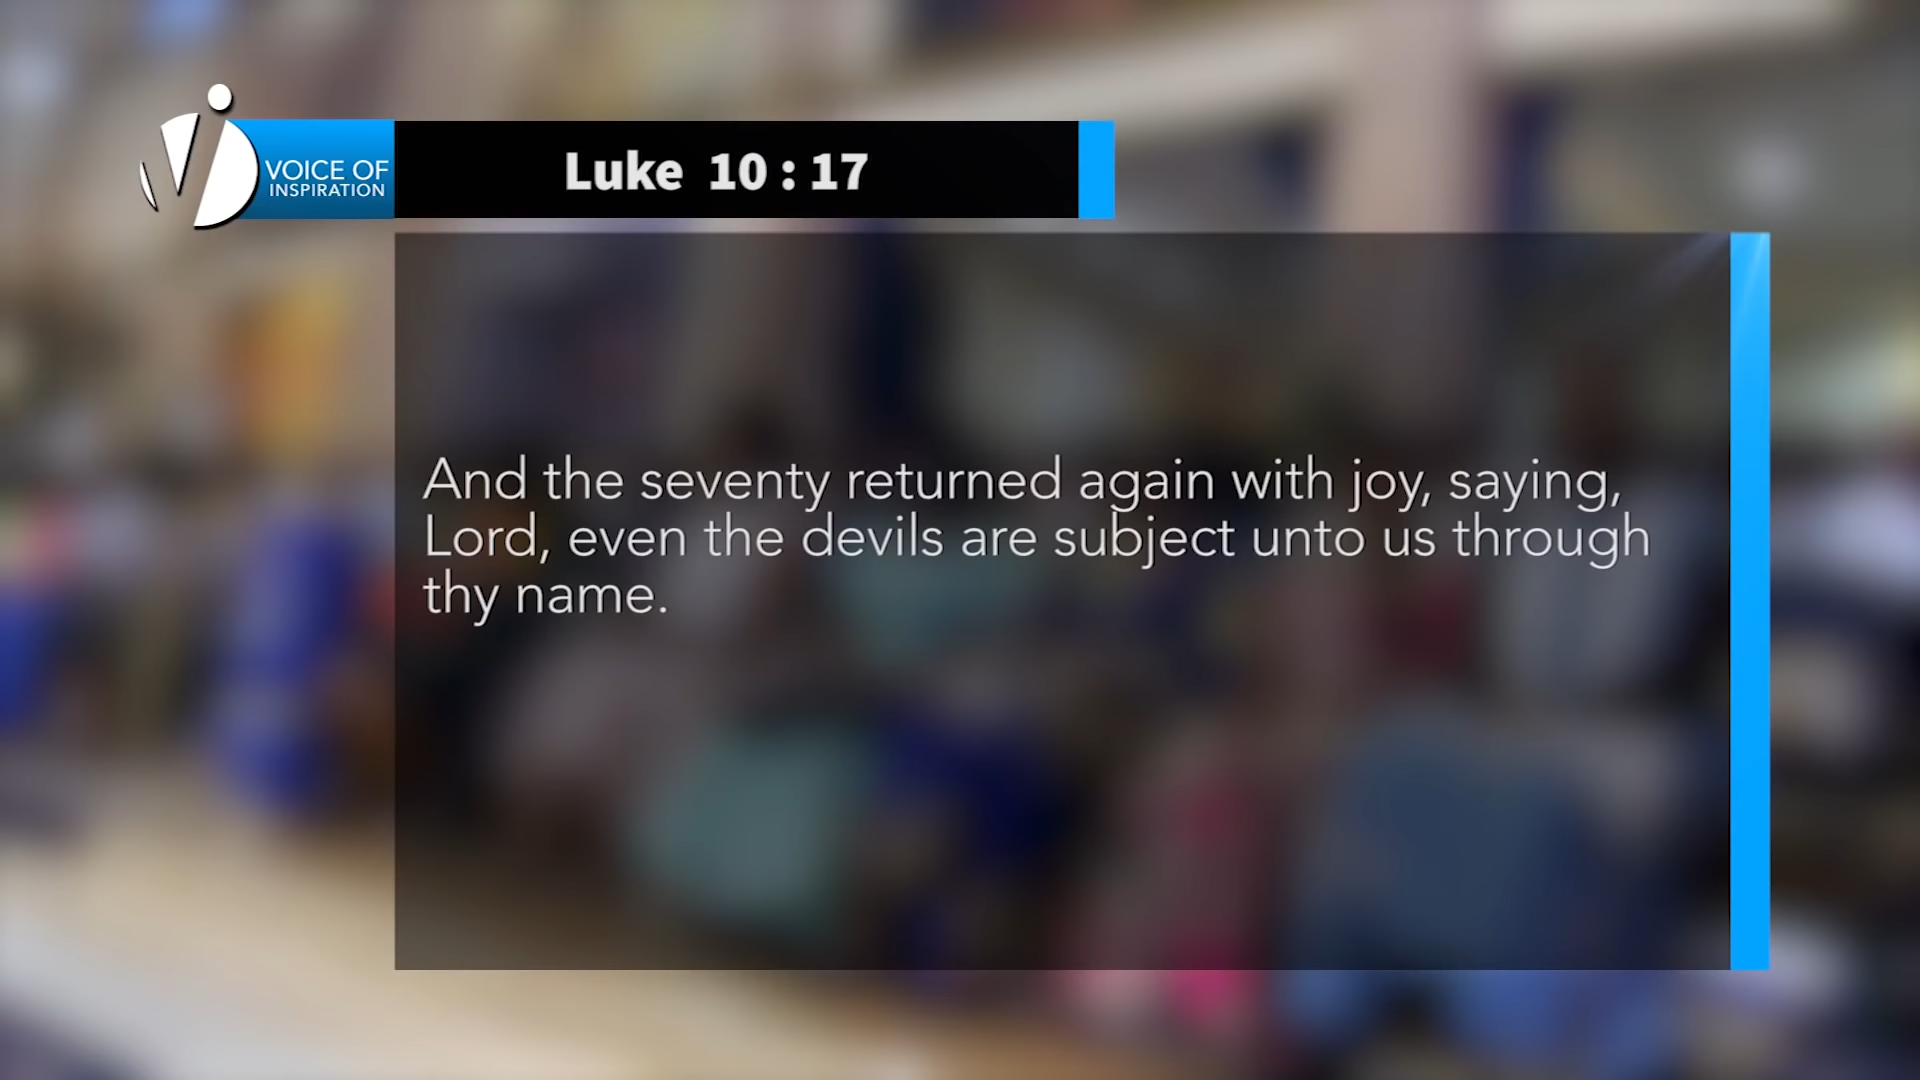 VOICE OF
INSPIRATION
Luke 10 : 17
And the seventy returned again with joy, saying,
Lord, even the devils are subject unto us through
thy name.